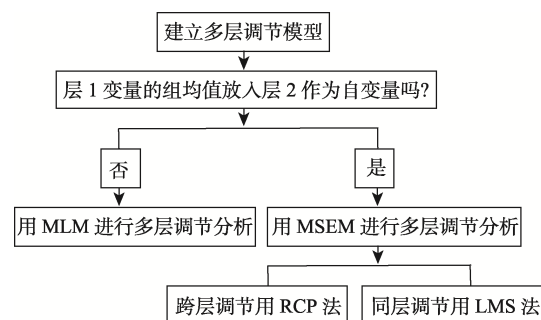 建立多层调节模型
层 1 变量的组均值放入层 2 作为自变量吗?
否
是
用 MLM 进行多层调节分析
用 MSEM 进行多层调节分析
跨层调节用 RCP 法
同层调节用 LMS 法